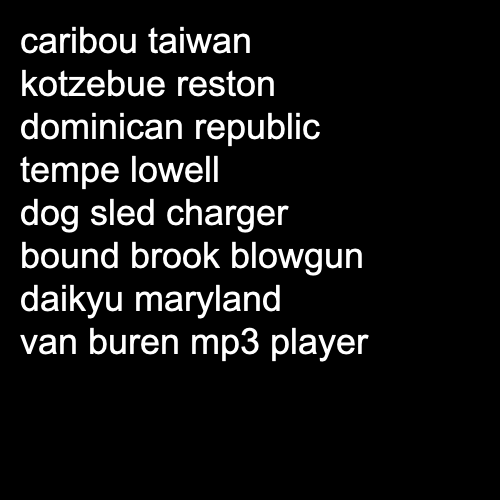 caribou taiwan
kotzebue reston
dominican republic
tempe lowell
dog sled charger
bound brook blowgun
daikyu maryland
van buren mp3 player